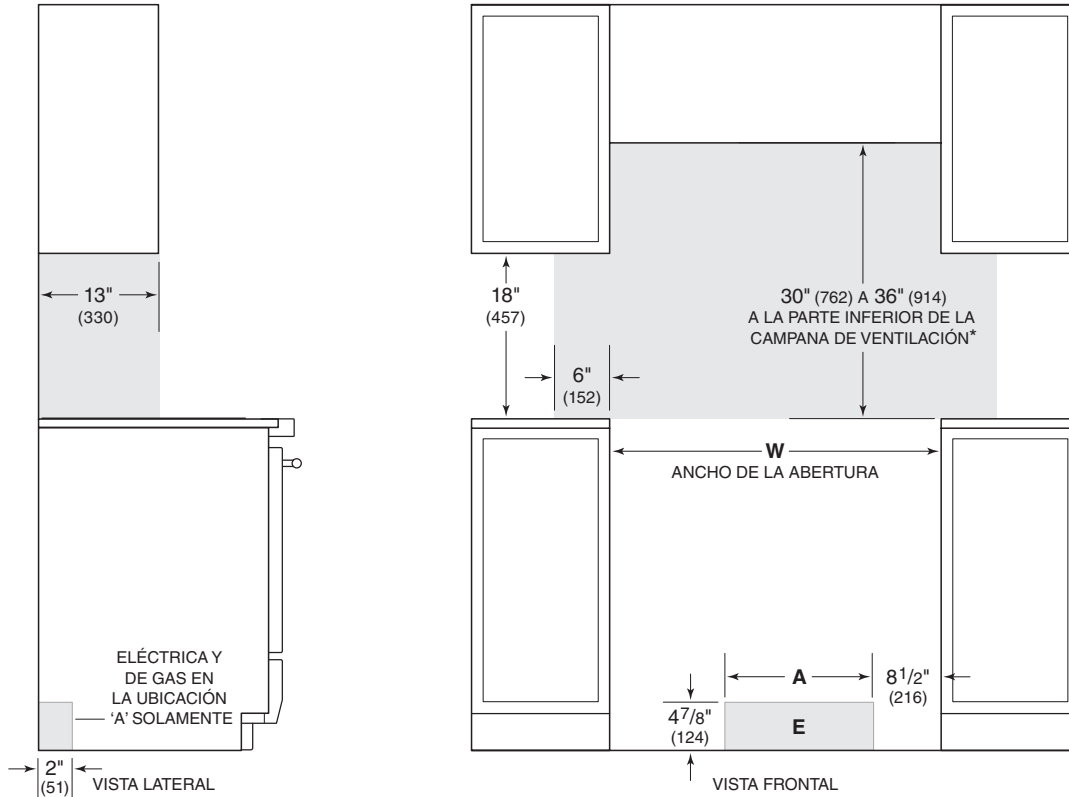 13"
(330)
18"
(457)
30" (762) A 36" (914)
A LA PARTE INFERIOR DE LA
CAMPANA DE VENTILACIÓN*
6"
(152)
W
ANCHO DE LA ABERTURA
ELÉCTRICA Y
DE GAS EN
LA UBICACIÓN
'A' SOLAMENTE
A
8 1/2"
(216)
4 7/8"
(124)
E
2"
(51)
VISTA LATERAL
VISTA FRONTAL